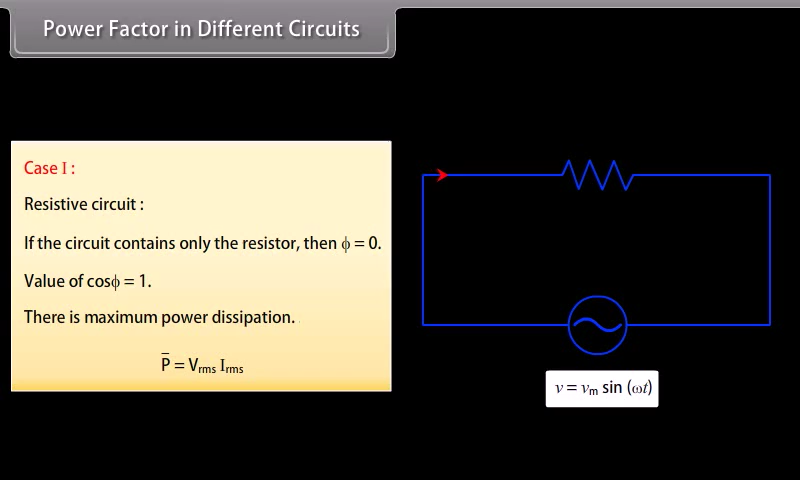 Power Factor in Different Circuits
Case I :
Resistive circuit :
If the circuit contains only the resistor, then ϕ = 0.
Value of cosϕ = 1.
There is maximum power dissipation.
P̅ = Vrms Irms
v = vm sin (ωt)